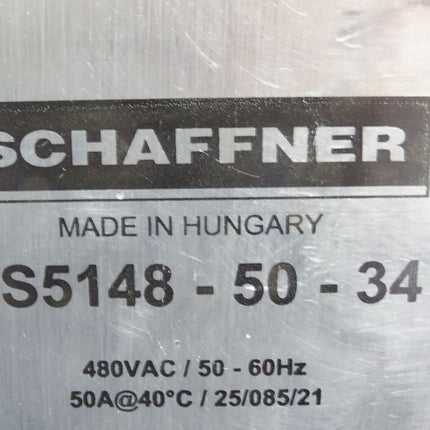 SCHAFFNER
MADE IN HUNGARY
S5148 - 50 - 34
480VAC / 50 - 60Hz
50A@40°C / 25/085/21